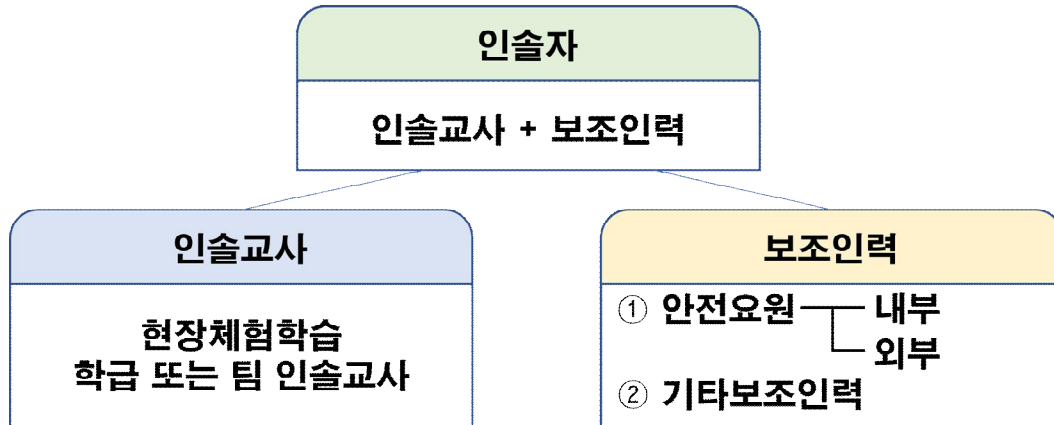 인솔자
인솔교사 + 보조인력
인솔교사
현장체험학습
학급 또는 팀 인솔교사
보조인력
① 안전요원 내부
외부
② 기타보조인력